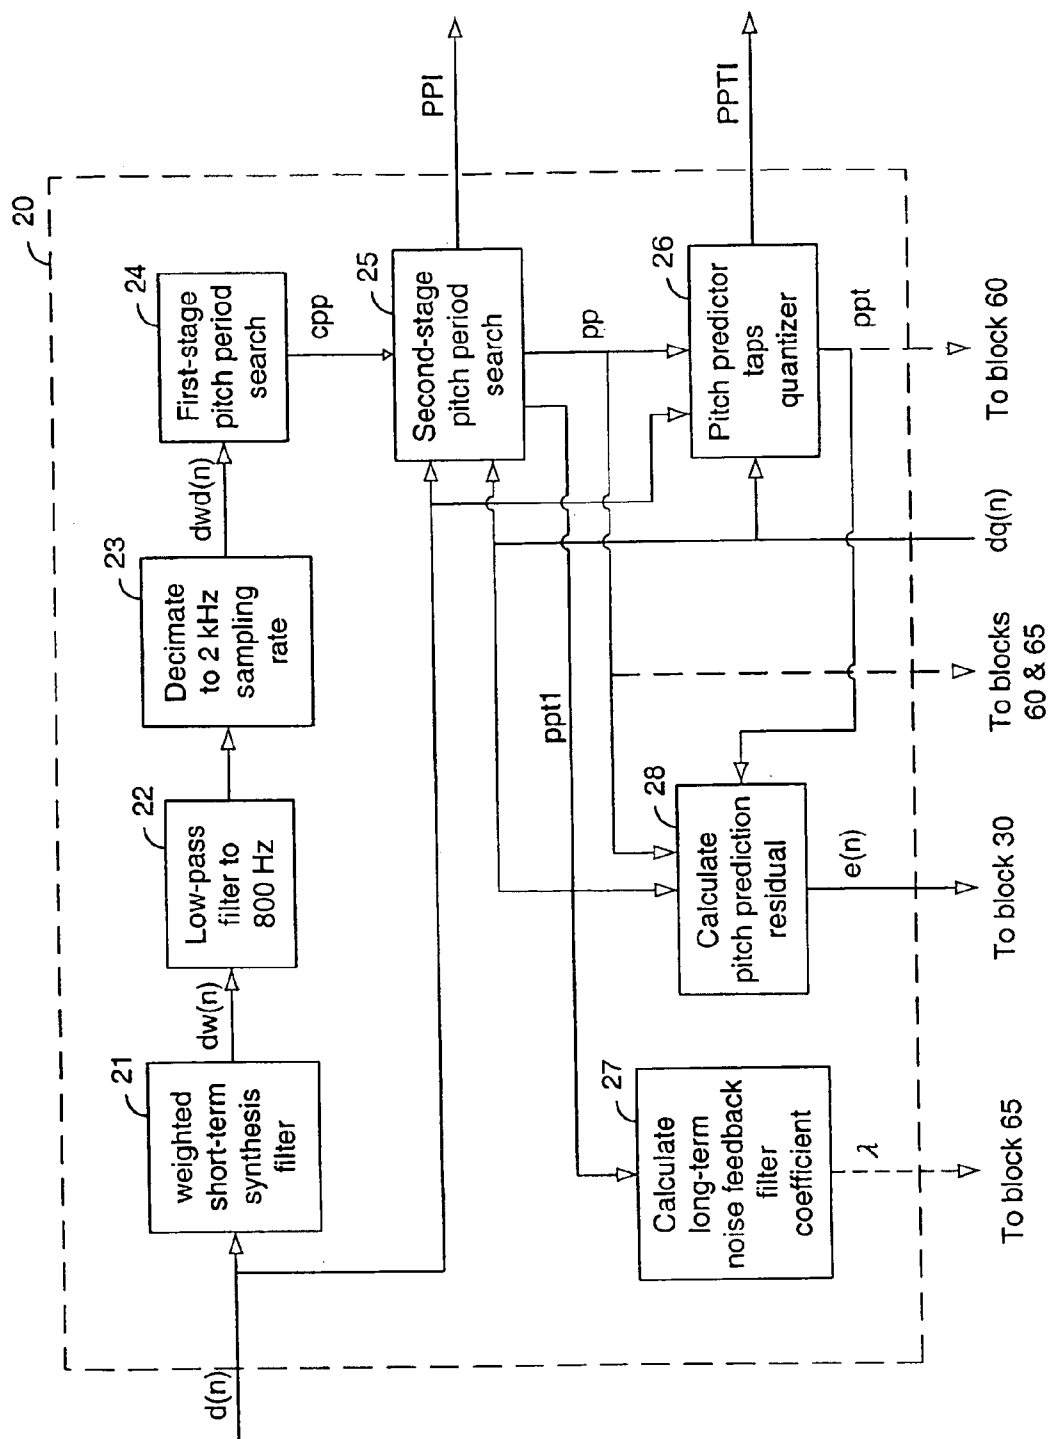 20
d(n)
21
weighted
short-term
synthesis
filter
dw(n)
22
Low-pass
filter to
800 Hz
23
Decimate
to 2 kHz
sampling
rate
dwd(n)
24
First-stage
pitch period
search
cpp
25
Second-stage
pitch period
search
PPI
ppt1
pp
26
Pitch predictor
taps
quantizer
PPTI
27
Calculate
long-term
noise feedback
filter
coefficient
28
Calculate
pitch prediction
residual
λ
e(n)
ppt
To block 65
To block 30
To blocks
60 & 65
dq(n)
To block 60